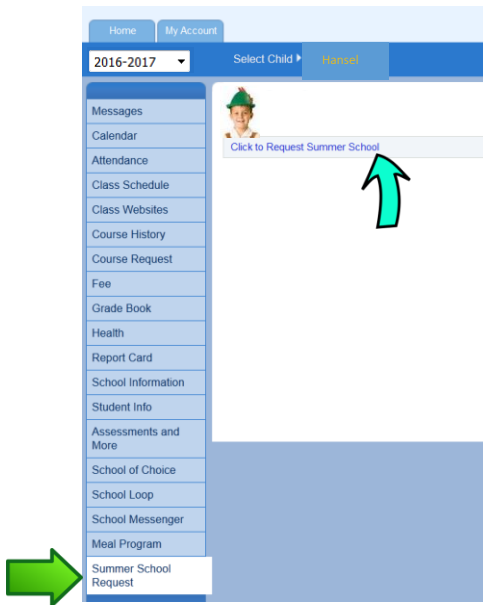 Home My Account
2016-2017 Select Child Hansel
Messages
Calendar
Attendance
Class Schedule
Class Websites
Course History
Course Request
Fee
Grade Book
Health
Report Card
School Information
Student Info
Assessments and
More
School of Choice
School Loop
School Messenger
Meal Program
Summer School
Request
Click to Request Summer School